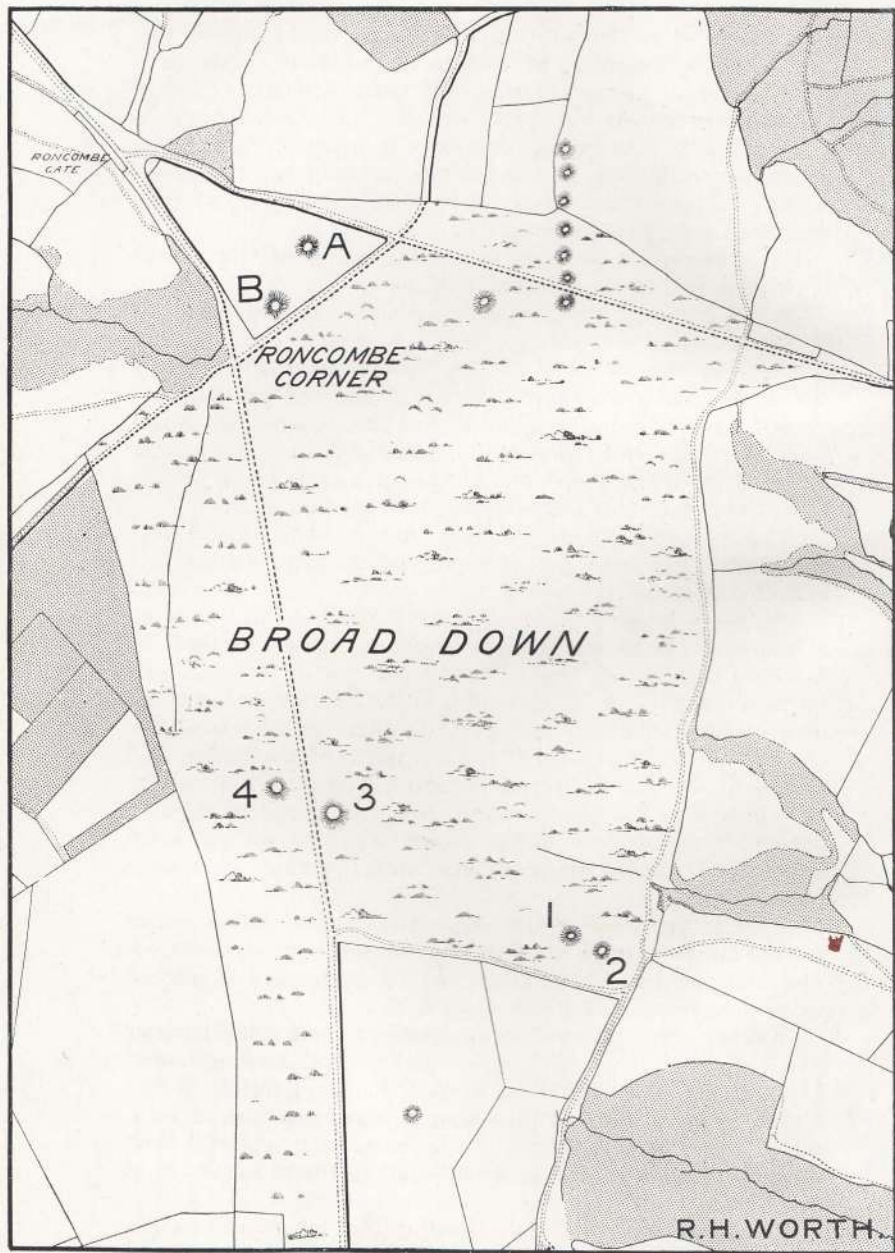 RONCOMBE
GATE
A
B
RONCOMBE
CORNER
BROAD DOWN
4
3
1
2
R.H.WORTH.